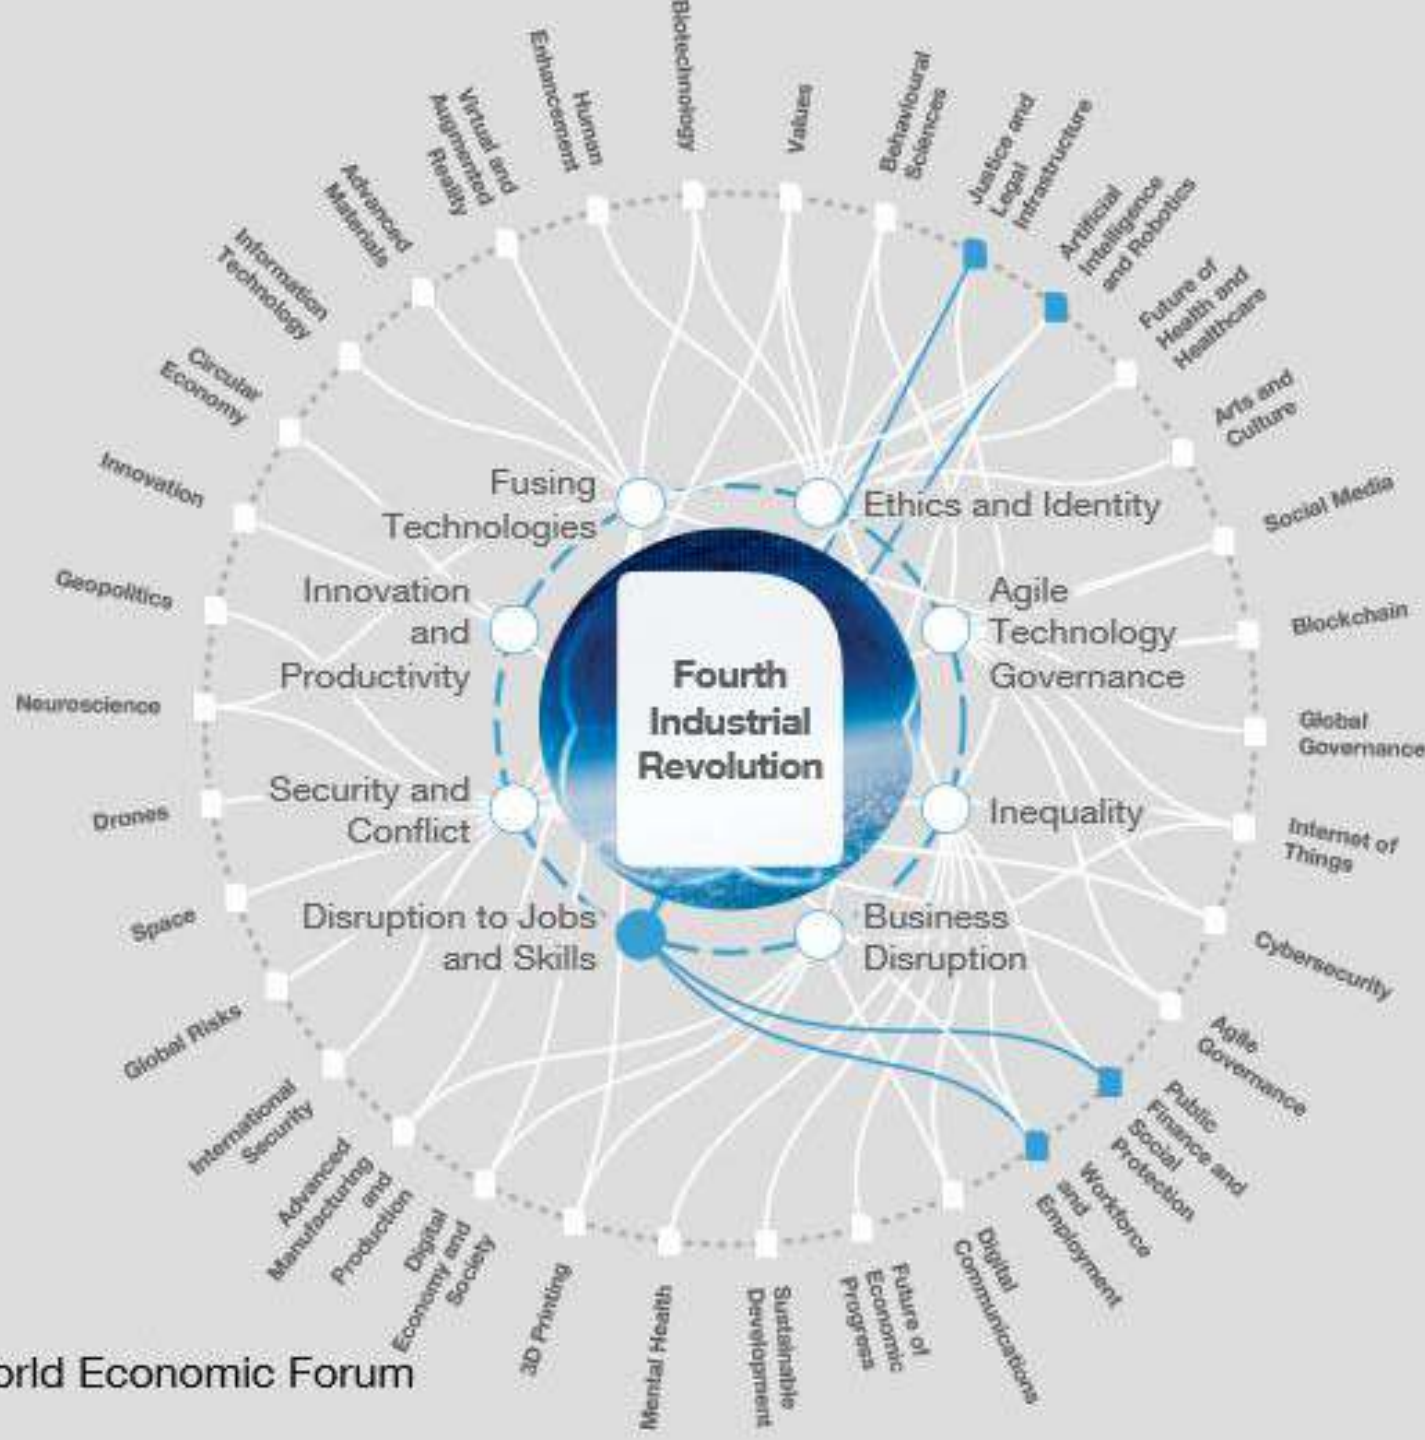 Biotechnology
Values
Behavioural
Sciences
Justice and
Legal
Infrastructure
Artificial
Intelligence
and Robotics
Future of
Health and
Healthcare
Arts and
Culture
Social Media
Blockchain
Global
Governance
Internet of
Things
Cybersecurity
Agile
Governance
Public
Finance and
Social
Protection
Workforce
and
Employment
Digital
Communications
Future of
Economic
Progress
Sustainable
Development
Mental Health
3D Printing
Digital
Economy and
Society
Advanced
Manufacturing
and
Production
International
Security
Global Risks
Space
Drones
Neuroscience
Geopolitics
Innovation
Circular
Economy
Information
Technology
Advanced
Materials
Virtual and
Augmented
Reality
Human
Enhancement
Fusing
Technologies
Ethics and Identity
Innovation
and
Productivity
Agile
Technology
Governance
Security and
Conflict
Inequality
Disruption to Jobs
and Skills
Business
Disruption
Fourth
Industrial
Revolution
orld Economic Forum